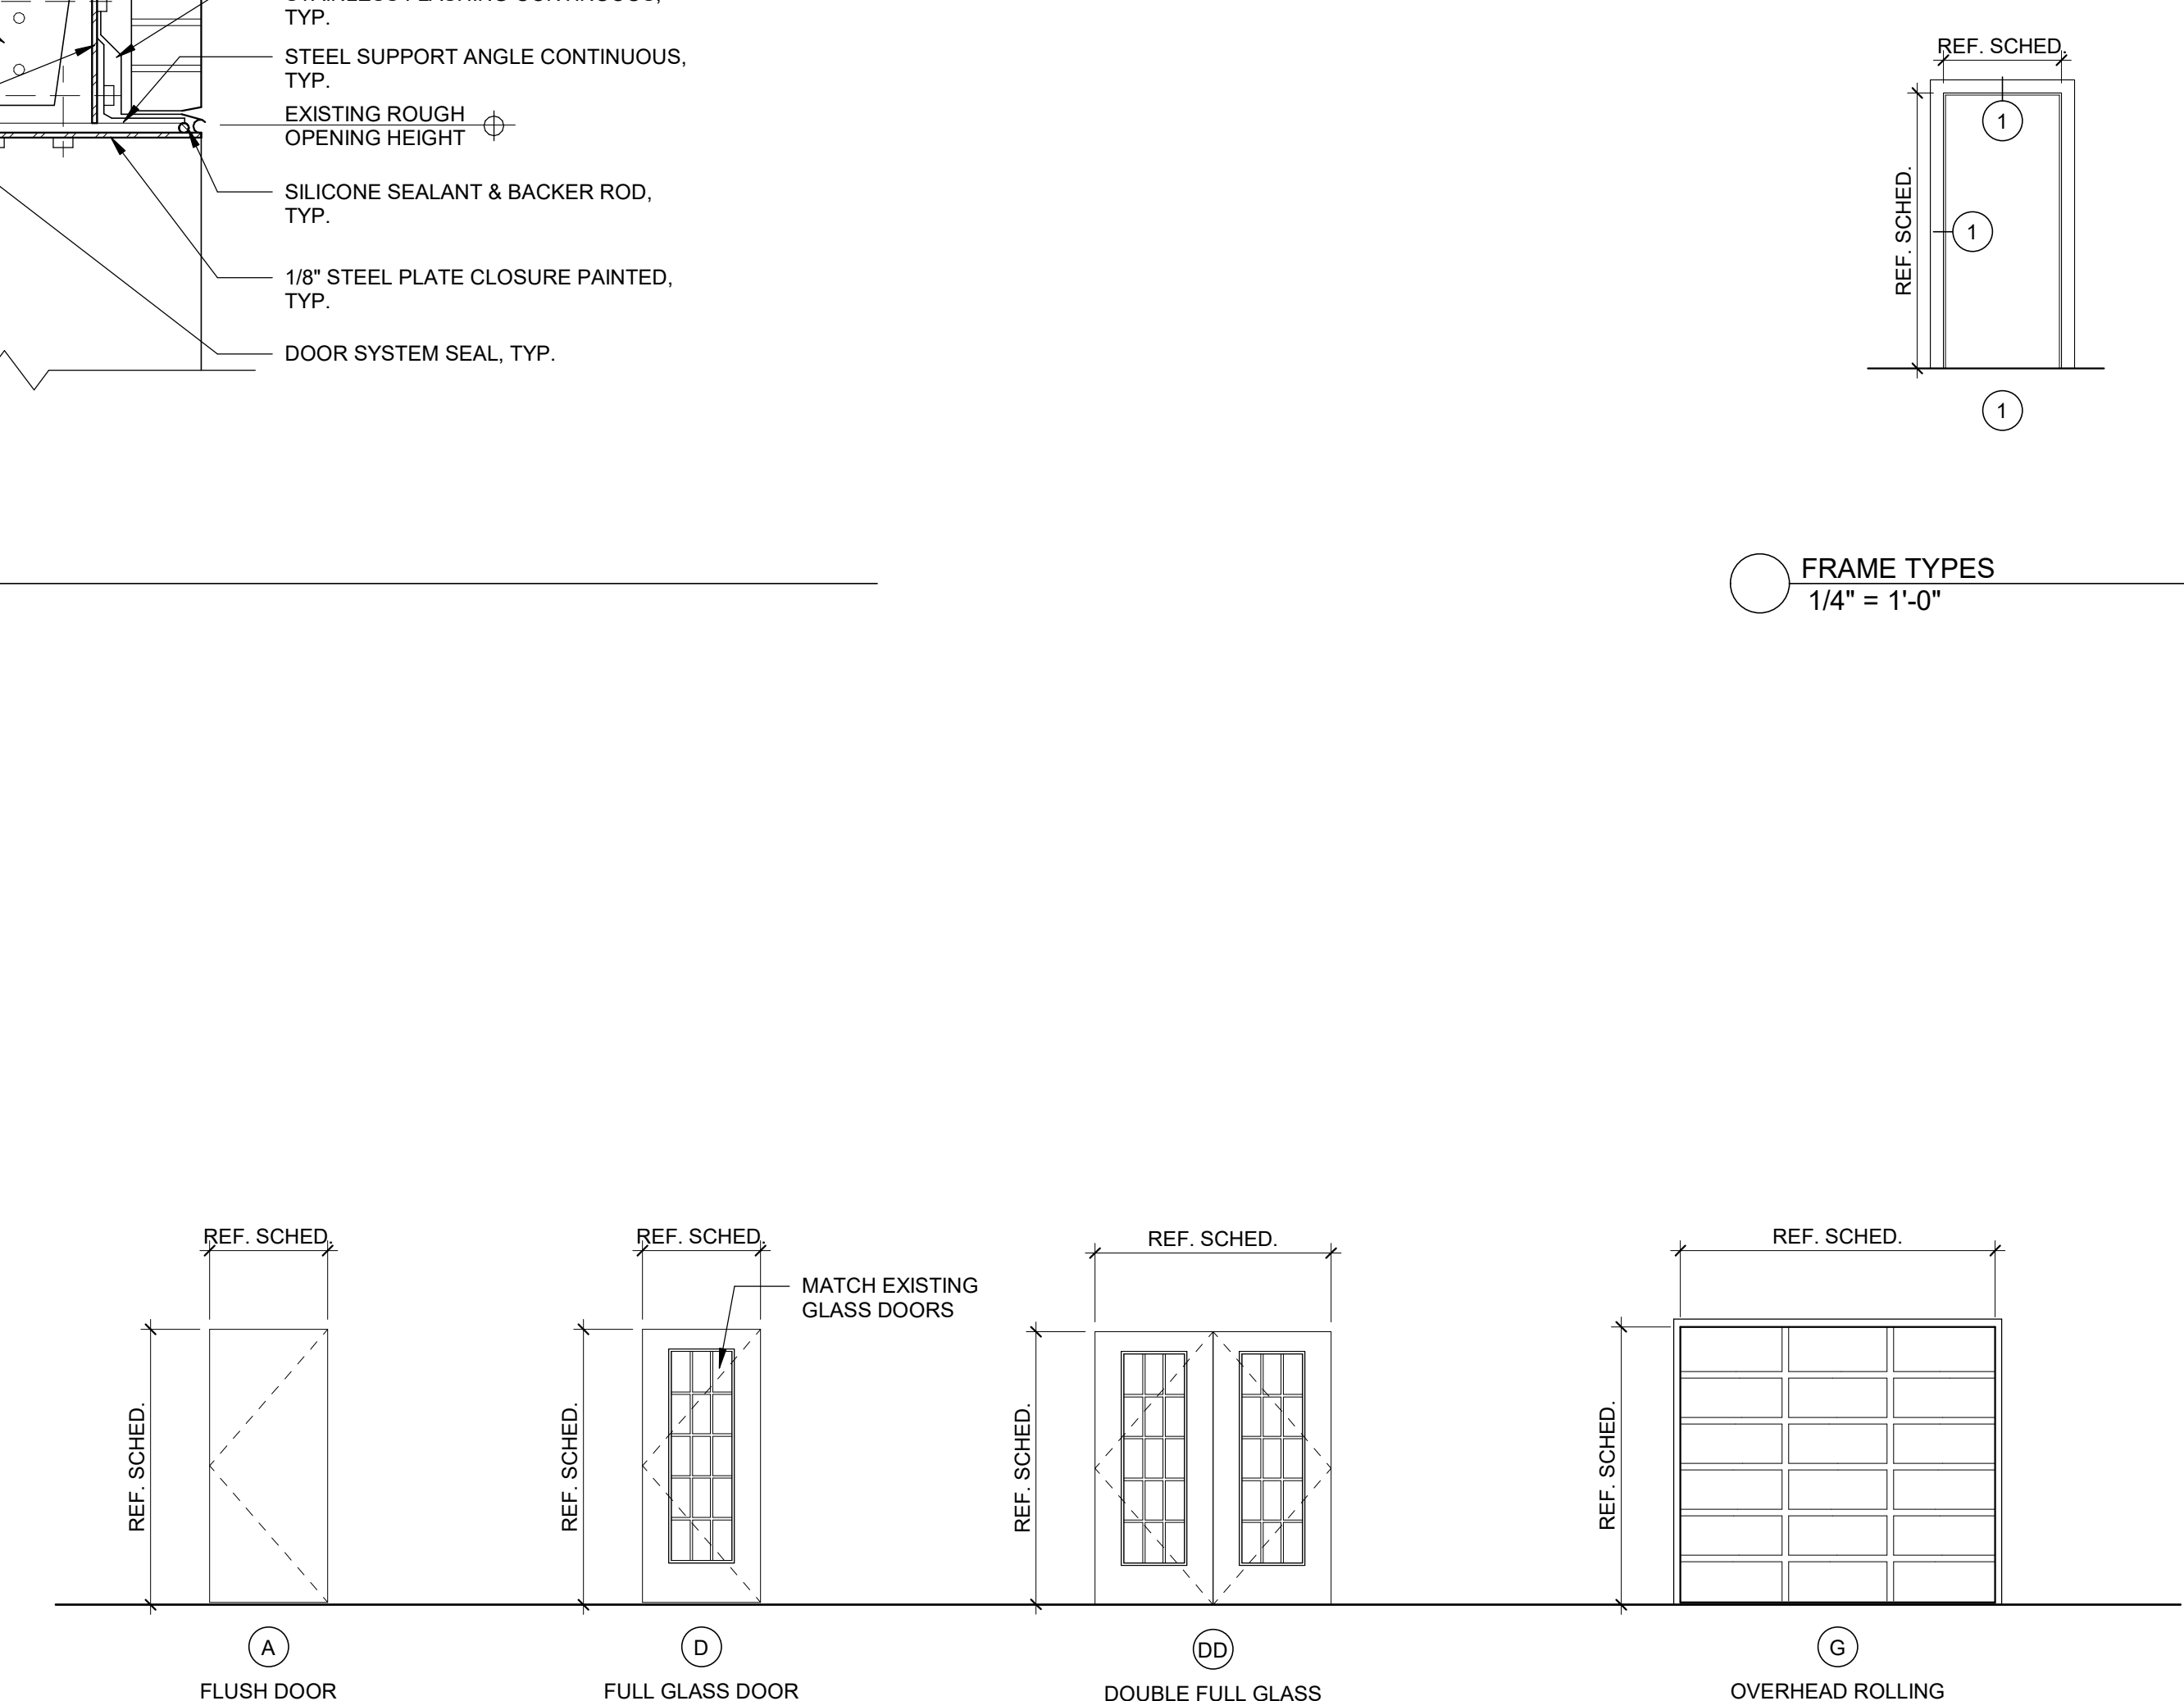 STAINLESS FLASHING CONTINUOUS,
TYP.
STEEL SUPPORT ANGLE CONTINUOUS,
TYP.
EXISTING ROUGH
OPENING HEIGHT
SILICONE SEALANT & BACKER ROD,
TYP.
1/8" STEEL PLATE CLOSURE PAINTED,
TYP.
DOOR SYSTEM SEAL, TYP.
REF. SCHED.
1
REF. SCHED.
1
1
FRAME TYPES
1/4" = 1'-0"
REF. SCHED.
REF. SCHED.
A
FLUSH DOOR
REF. SCHED.
MATCH EXISTING
GLASS DOORS
REF. SCHED.
D
FULL GLASS DOOR
REF. SCHED.
REF. SCHED.
DD
DOUBLE FULL GLASS
REF. SCHED.
REF. SCHED.
G
OVERHEAD ROLLING